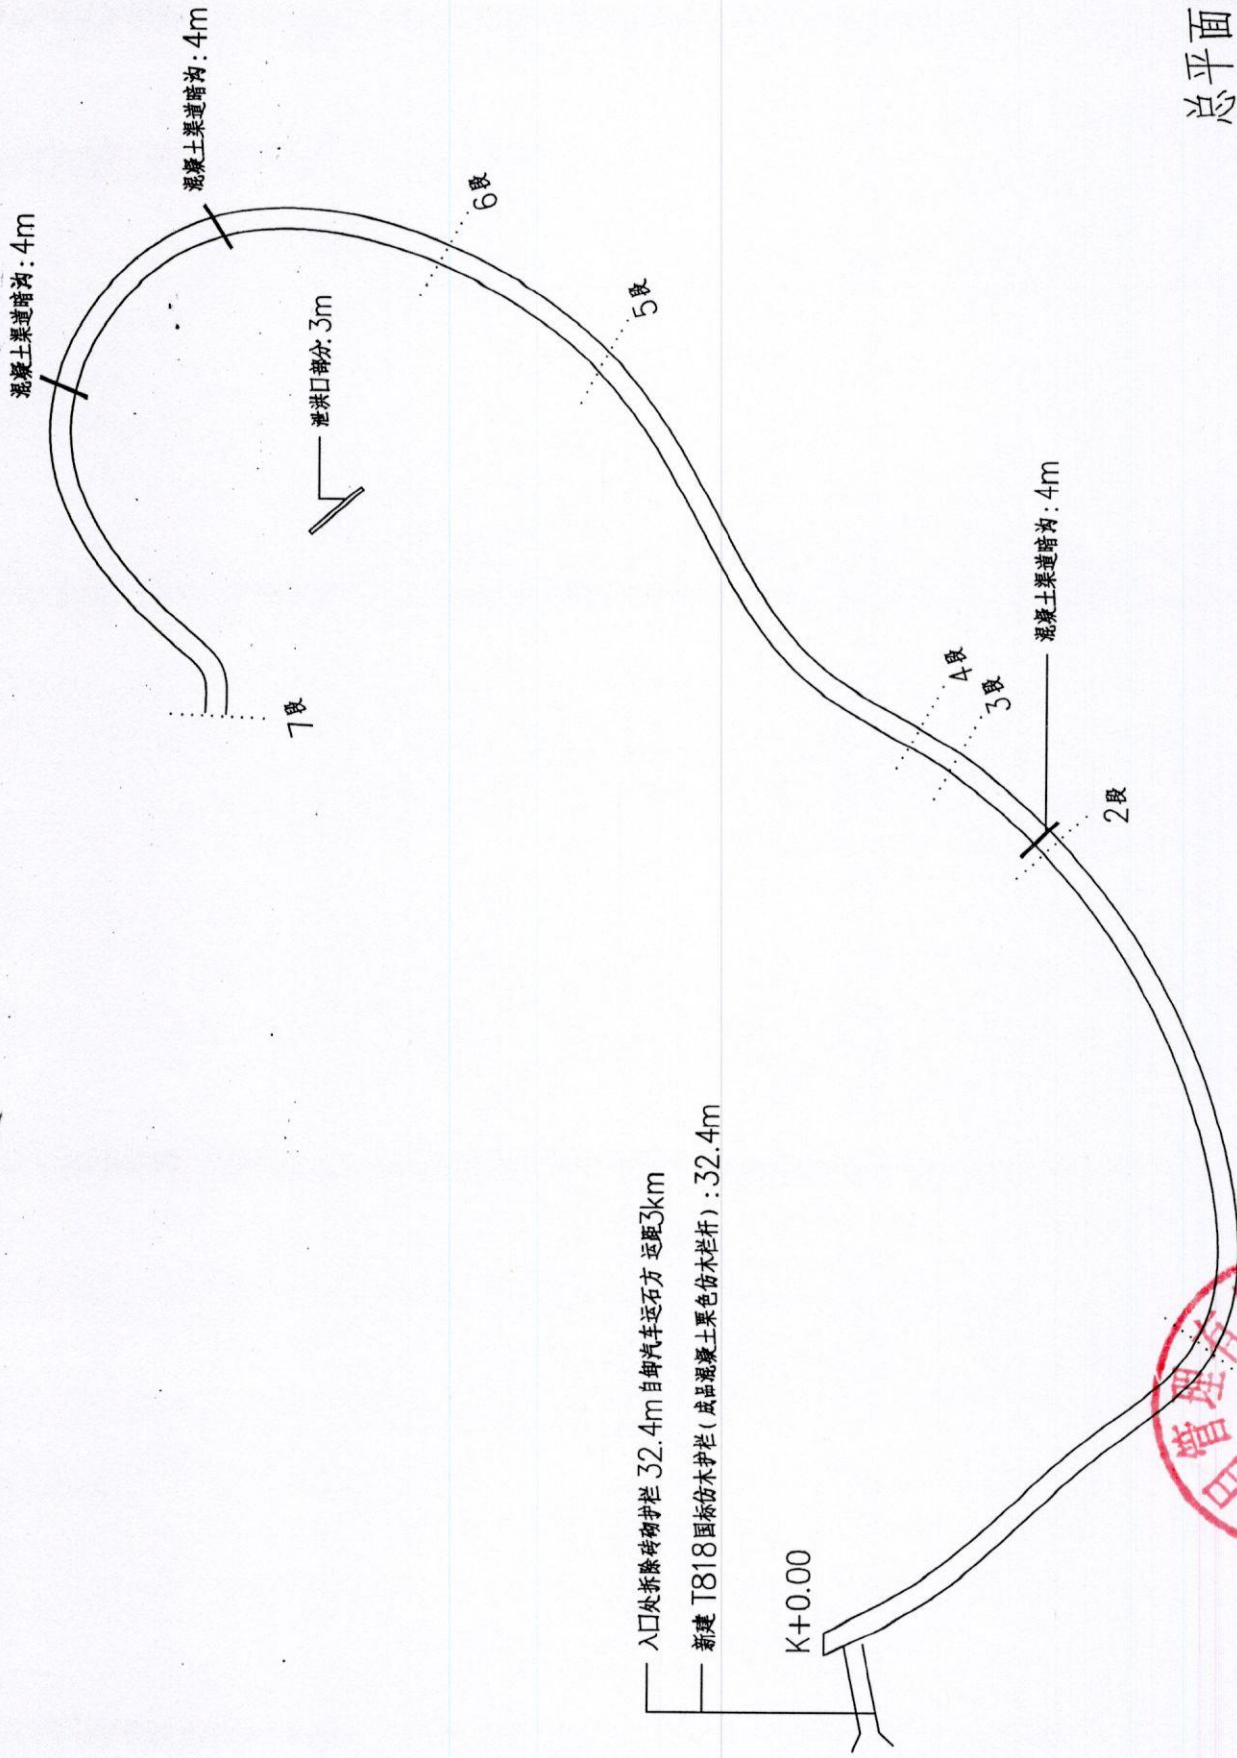 混凝土渠道暗沟：4m
混凝土渠道暗沟：4m
泄洪口部分：3m
6段
5段
7段
4段
3段
混凝土渠道暗沟：4m
2段
入口处拆除砖砌护栏 32.4m 自卸汽车运石方 运距3km
新建 T818国标仿木护栏（成品混凝土栗色仿木栏杆）：32.4m
K+0.00
总平面
管理有